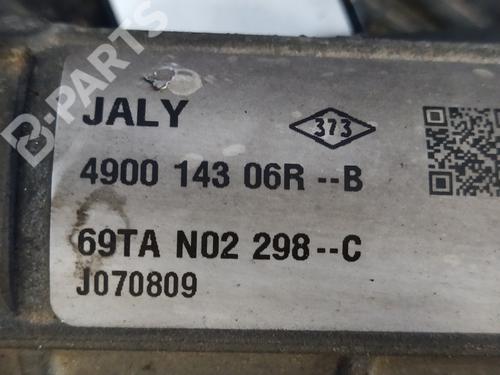 B-PARTS
JALY
373
4900 143 06R --B
69TA N02 298--C
J070809